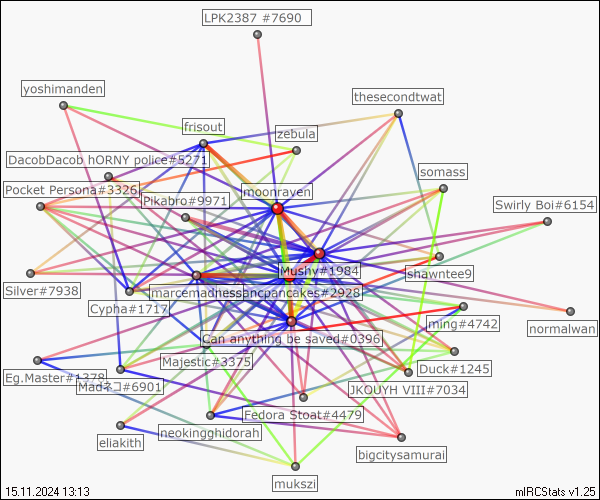 LPK2387 #7690
yoshimanden
thesecondtwat
frisout
zebula
DacobDacob hORNY police#5271
somass
Pocket Persona#3326
moonraven
Pikabro#9971
Swirly Boi#6154
Mushy#1984
shawntee9
Silver#7938
marcemadnessancpancakes#2928
Cypha#1717
ming#4742
normalwan
Can anything be saved#0396
Majestic#3375
Duck#1245
Eg.Master#1378
Madネコ#6901
JKOUYH VIII#7034
Fedora Stoat#4479
neokingghidorah
eliakith
bigcitysamurai
mukszi
15.11.2024 13:13
mIRCStats v1.25